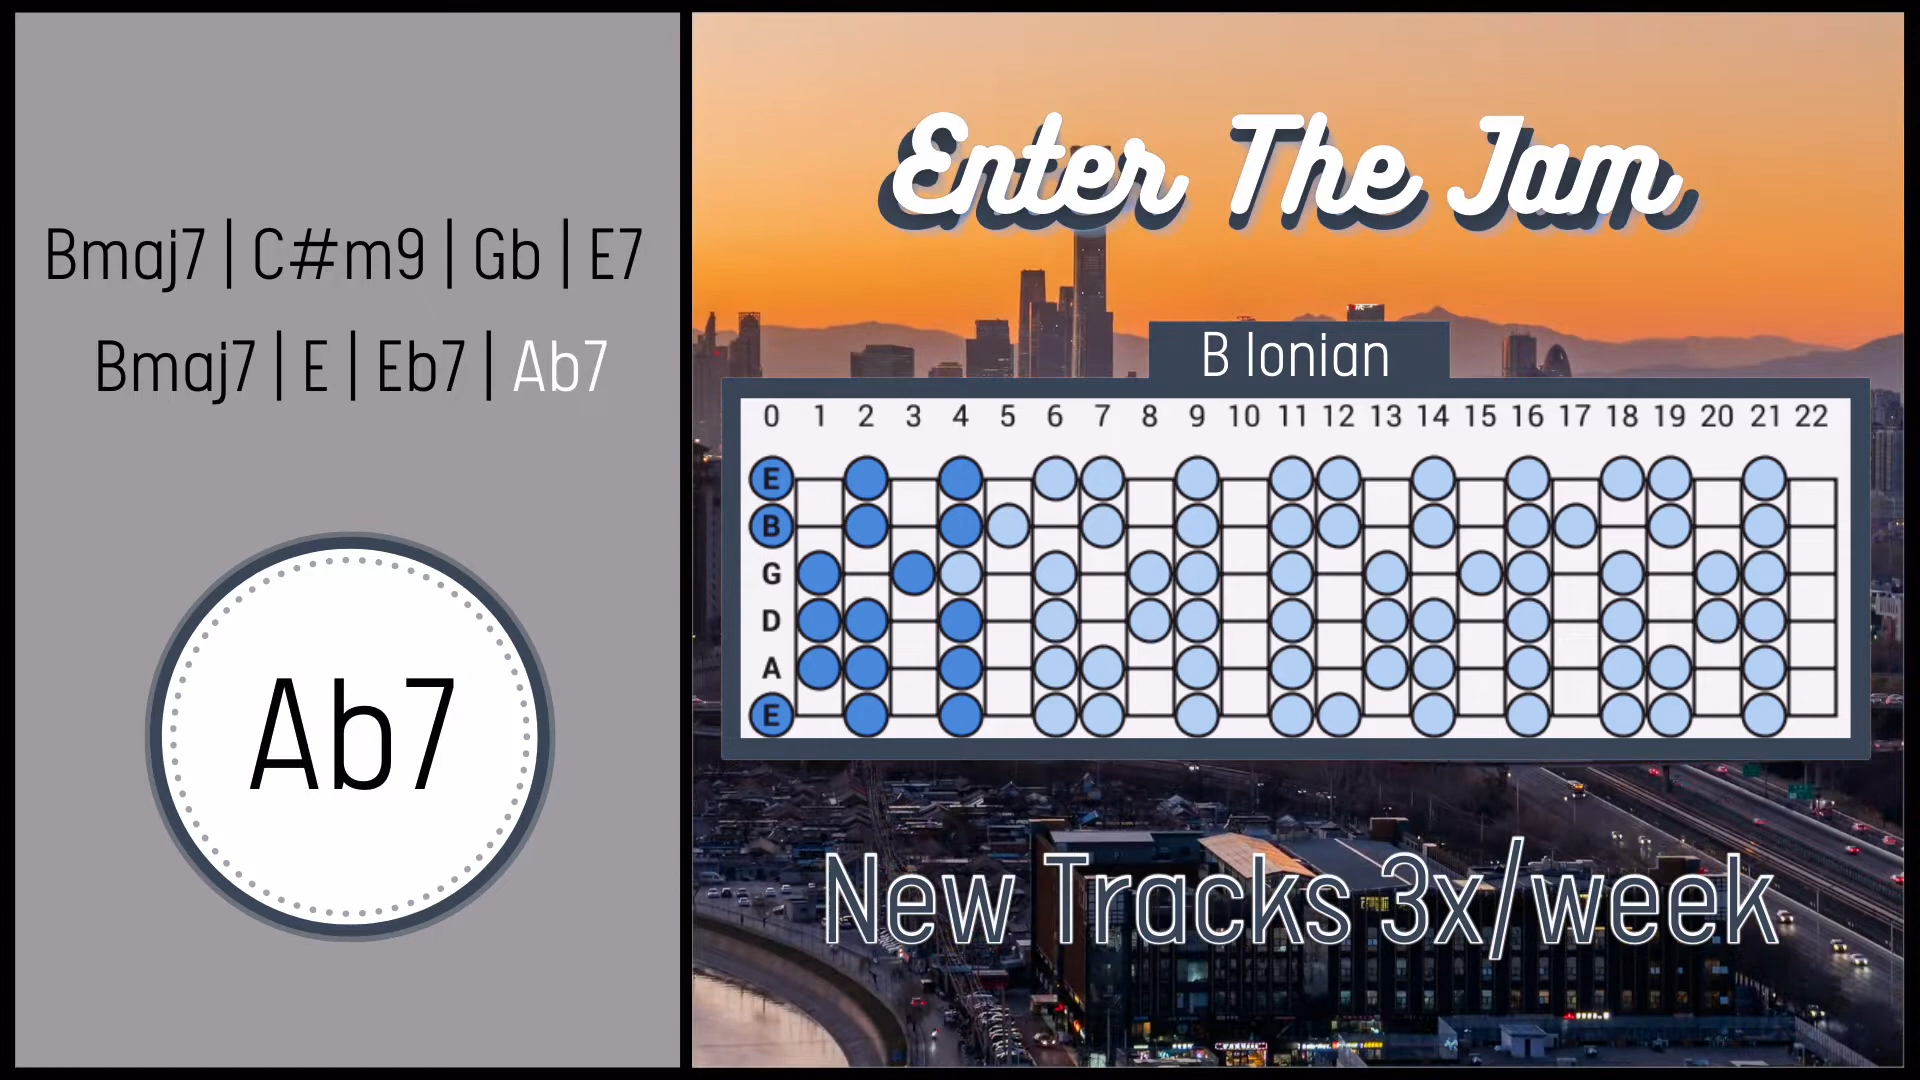 Bmaj7 | C#m9 | Gb | E7
Bmaj7 | E | Eb7 | Ab7
Ab7
Enter The Jam
B Ionian
0 1 2 3 4 5 6 7 8 9 10 11 12 13 14 15 16 17 18 19 20 21 22
E
B
G
D
A
E
New Tracks 3x/week